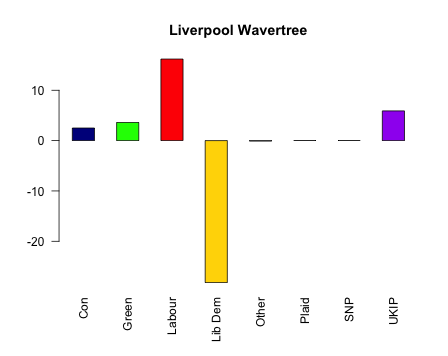 Liverpool Wavertree
10
0
-10
-20
Con
Green
Labour
Lib Dem
Other
Plaid
SNP
UKIP